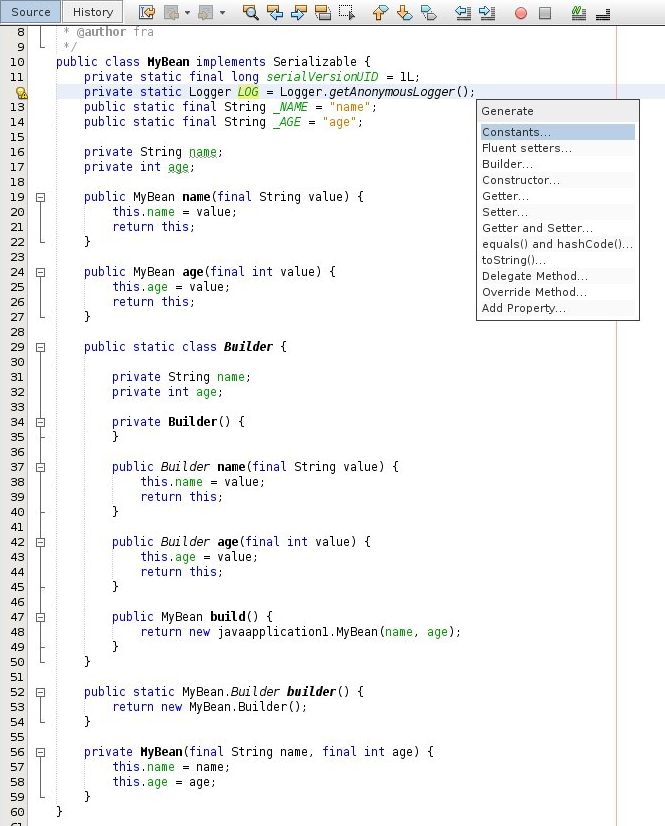 Source History
8 * @author fra
9 */
10 public class MyBean implements Serializable {
11 private static final long serialVersionUID = 1L;
private static Logger LOG = Logger.getAnonymousLogger();
13 public static final String _NAME = "name";
14 public static final String _AGE = "age";
15
16 private String name;
17 private int age;
18
19 public MyBean name(final String value) {
20 this.name = value;
21 return this;
22 }
23
24 public MyBean age(final int value) {
25 this.age = value;
26 return this;
27 }
28
29 public static class Builder {
30
31 private String name;
32 private int age;
33
34 private Builder() {
35 }
36
37 public Builder name(final String value) {
38 this.name = value;
39 return this;
40 }
41
42 public Builder age(final int value) {
43 this.age = value;
44 return this;
45 }
46
47 public MyBean build() {
48 return new javaapplication1.MyBean(name, age);
49 }
50 }
51
52 public static MyBean.Builder builder() {
53 return new MyBean.Builder();
54 }
55
56 private MyBean(final String name, final int age) {
57 this.name = name;
58 this.age = age;
59 }
60 }
61
Generate
Constants...
Fluent setters...
Builder...
Constructor...
Getter...
Setter...
Getter and Setter...
equals() and hashCode()...
toString()...
Delegate Method...
Override Method...
Add Property...